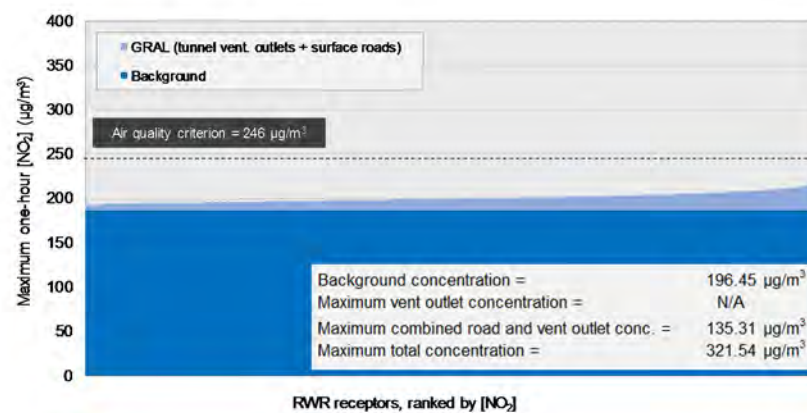 400
350
300
250
200
150
100
50
0
Maximum one-hour [NO₂] (µg/m³)
GRAL (tunnel vent. outlets + surface roads)
Background
Air quality criterion = 246 µg/m³
Background concentration = 196.45 µg/m³
Maximum vent outlet concentration = N/A
Maximum combined road and vent outlet conc. = 135.31 µg/m³
Maximum total concentration = 321.54 µg/m³
RWR receptors, ranked by [NO₂]